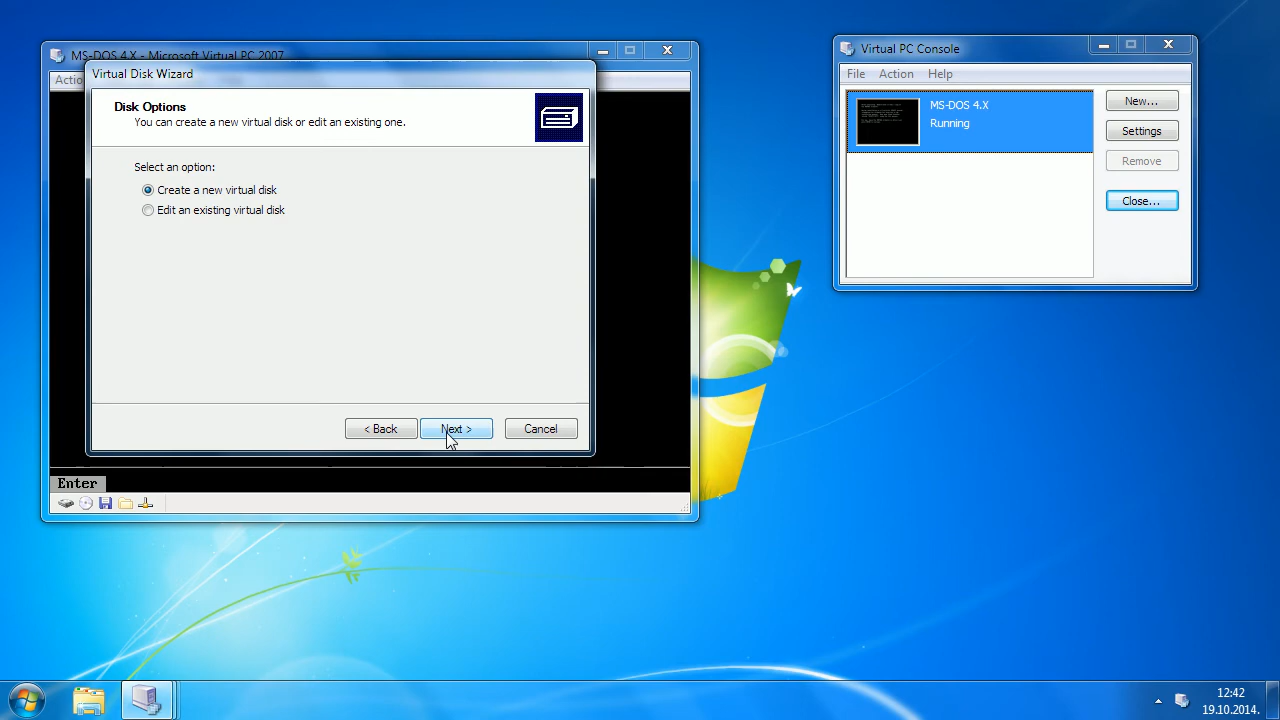 MS-DOS 4.X - Microsoft Virtual PC 2007
Actio
Virtual Disk Wizard
Disk Options
You can create a new virtual disk or edit an existing one.
Select an option:
Create a new virtual disk
Edit an existing virtual disk
< Back
Next >
Cancel
Enter
Virtual PC Console
File
Action
Help
MS-DOS 4.X
Running
New...
Settings
Remove
Close...
12:42
19.10.2014.